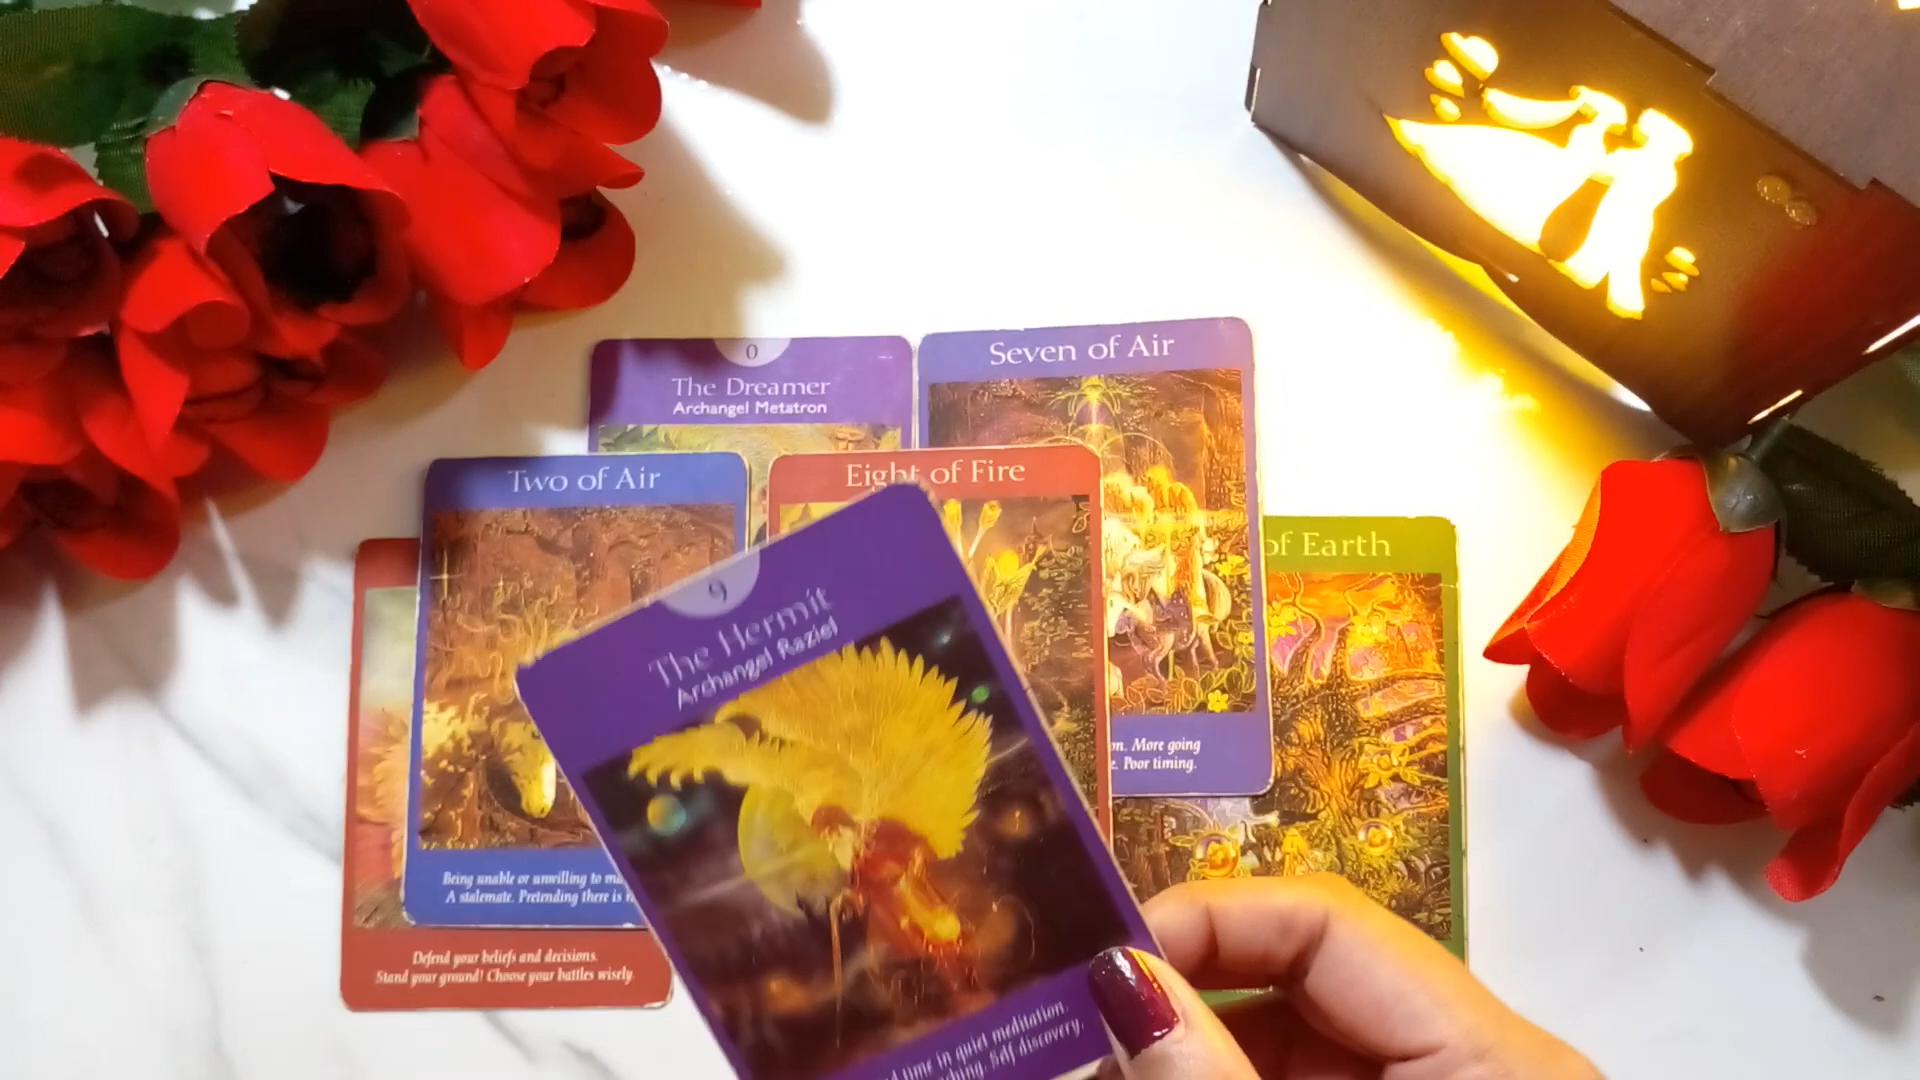 0
The Dreamer
Archangel Metatron
Seven of Air
on. More going
Poor timing.
Two of Air
Being unable or unwilling to
A stalemate. Pretending there is
Eight of Fire
of Earth
9
The Hermit
Archangel Raziel
time in quiet meditation.
Self discovery.
Defend your beliefs and decisions.
Stand your ground! Choose your battles wisely.